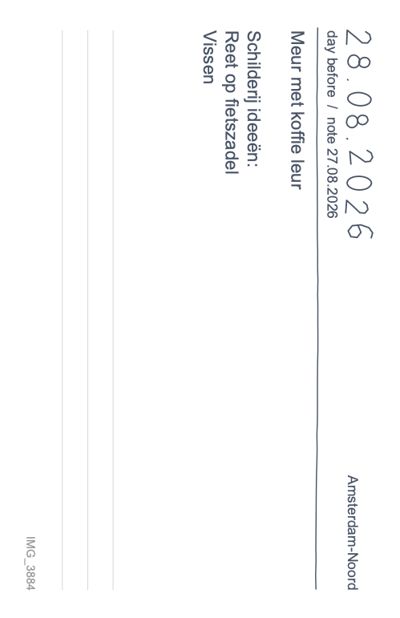 28.08.2026
day before / note 27.08.2026
Amsterdam-Noord
Meur met koffie leur
Schilderij ideeën:
Reet op fietszadel
Vissen
IMG_3884